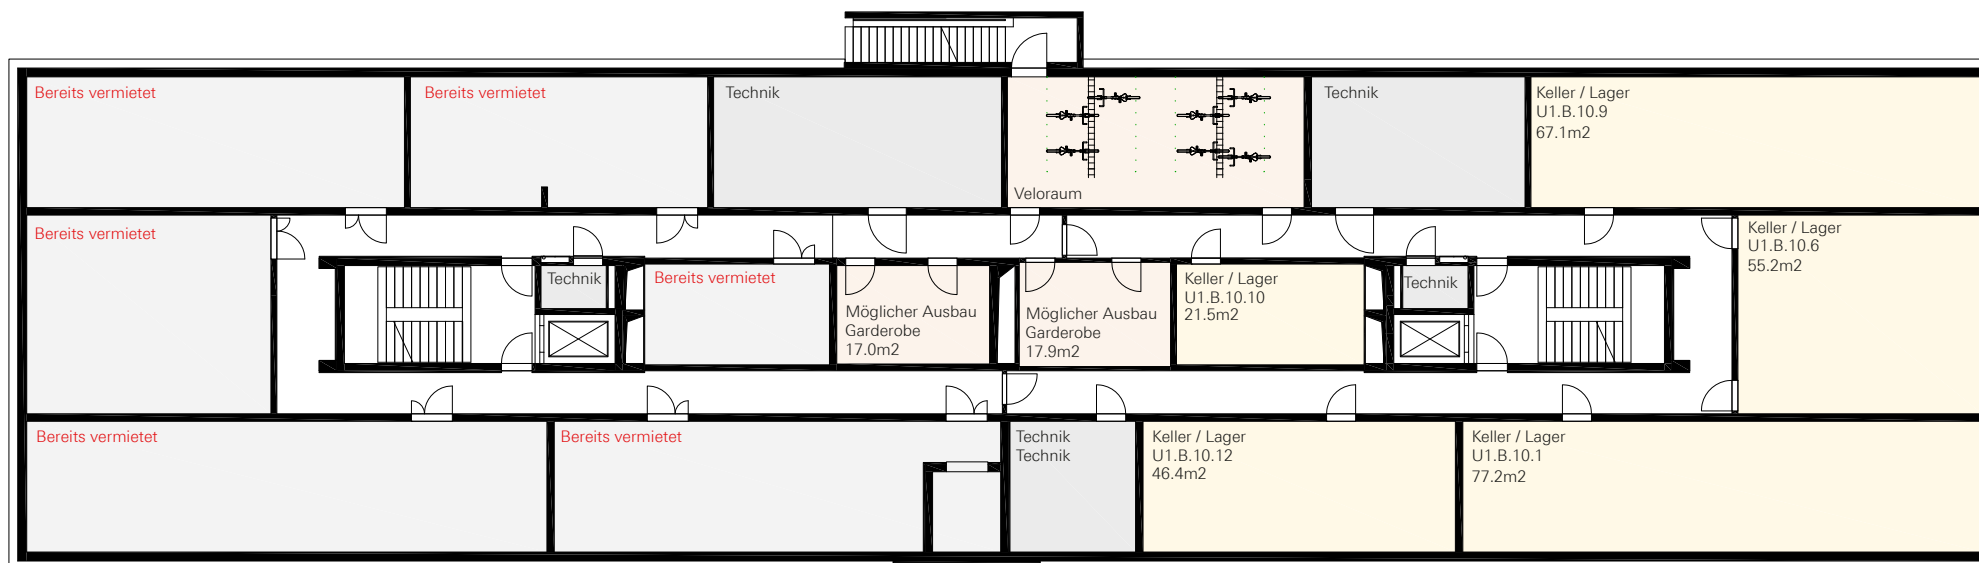 Bereits vermietet
Bereits vermietet
Technik
Veloraum
Technik
Keller / Lager
U1.B.10.9
67.1m2
Bereits vermietet
Technik
Bereits vermietet
Möglicher Ausbau
Garderobe
17.0m2
Möglicher Ausbau
Garderobe
17.9m2
Keller / Lager
U1.B.10.10
21.5m2
Technik
Keller / Lager
U1.B.10.6
55.2m2
Bereits vermietet
Bereits vermietet
Technik
Technik
Keller / Lager
U1.B.10.12
46.4m2
Keller / Lager
U1.B.10.1
77.2m2